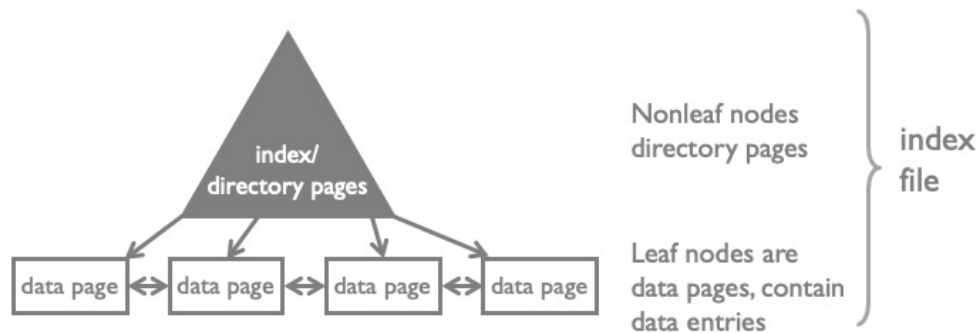 index/
directory pages
Nonleaf nodes
directory pages
index
file
data page
data page
data page
data page
Leaf nodes are
data pages, contain
data entries